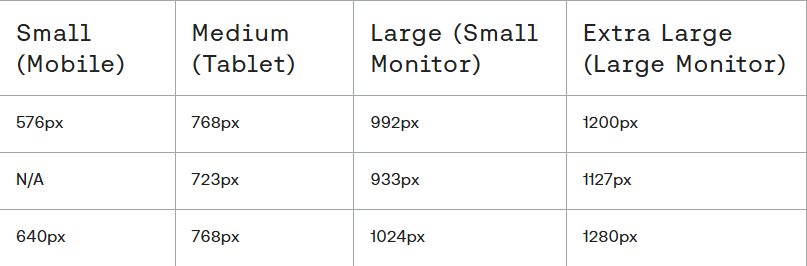 Small (Mobile)
Medium (Tablet)
Large (Small Monitor)
Extra Large (Large Monitor)
576px 768px 992px 1200px
N/A 723px 933px 1127px
640px 768px 1024px 1280px